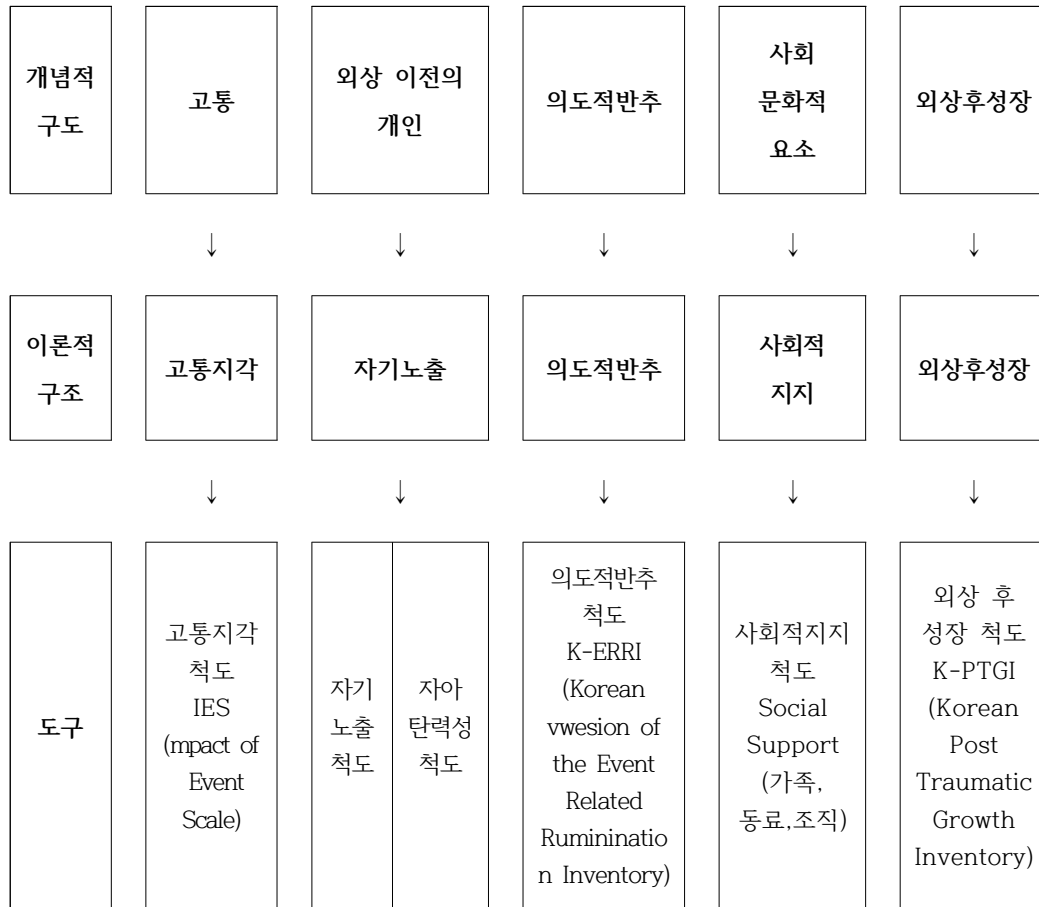 개념적
구도
고통
외상 이전의
개인
의도적반추
사회
문화적
요소
외상후성장
↓ ↓ ↓ ↓ ↓
이론적
구조
고통지각
자기노출
의도적반추
사회적
지지
외상후성장
↓ ↓ ↓ ↓ ↓
도구
고통지각
척도
IES
(mpact of
Event
Scale)
자기
노출
척도
자아
탄력성
척도
의도적반추
척도
K-ERRI
(Korean
vwesion of
the Event
Related
Rumininatio
n Inventory)
사회적지지
척도
Social
Support
(가족,
동료,조직)
외상 후
성장 척도
K-PTGI
(Korean
Post
Traumatic
Growth
Inventory)